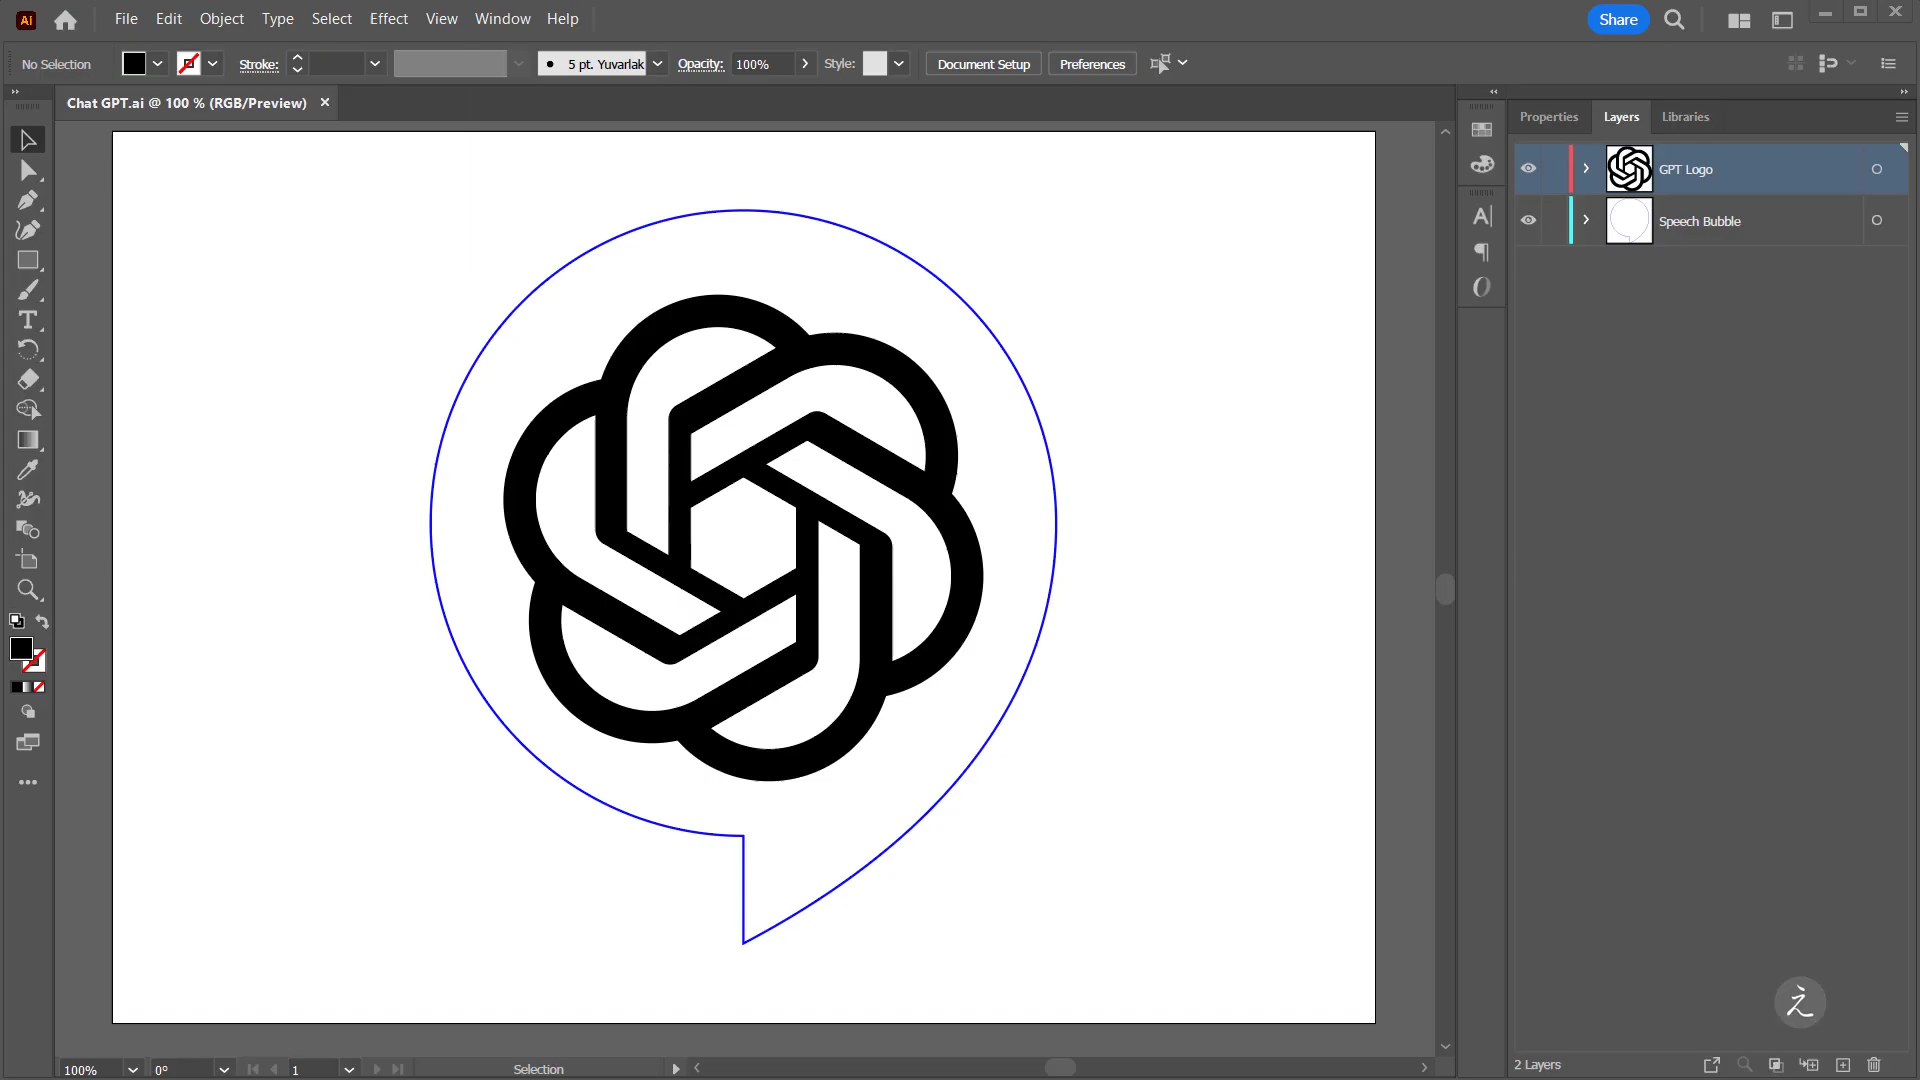 Ai File Edit Object Type Select Effect View Window Help Share
No Selection Stroke: 5 pt. Yuvarlak Opacity: 100% Style: Document Setup Preferences
Chat GPT.ai @ 100 % (RGB/Preview)
Properties Layers Libraries
GPT Logo
Speech Bubble
100% 0° 1 Selection
2 Layers